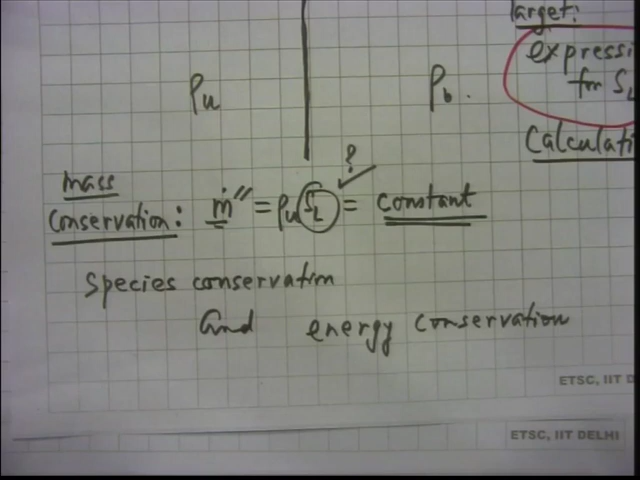 Target:
expressi
for SL
Calculati
ρu
ρb.
?
mass
conservation: ṁ″ = ρu SL = constant
Species conservation
and energy conservation
ETSC, IIT D
ETSC, IIT DELHI